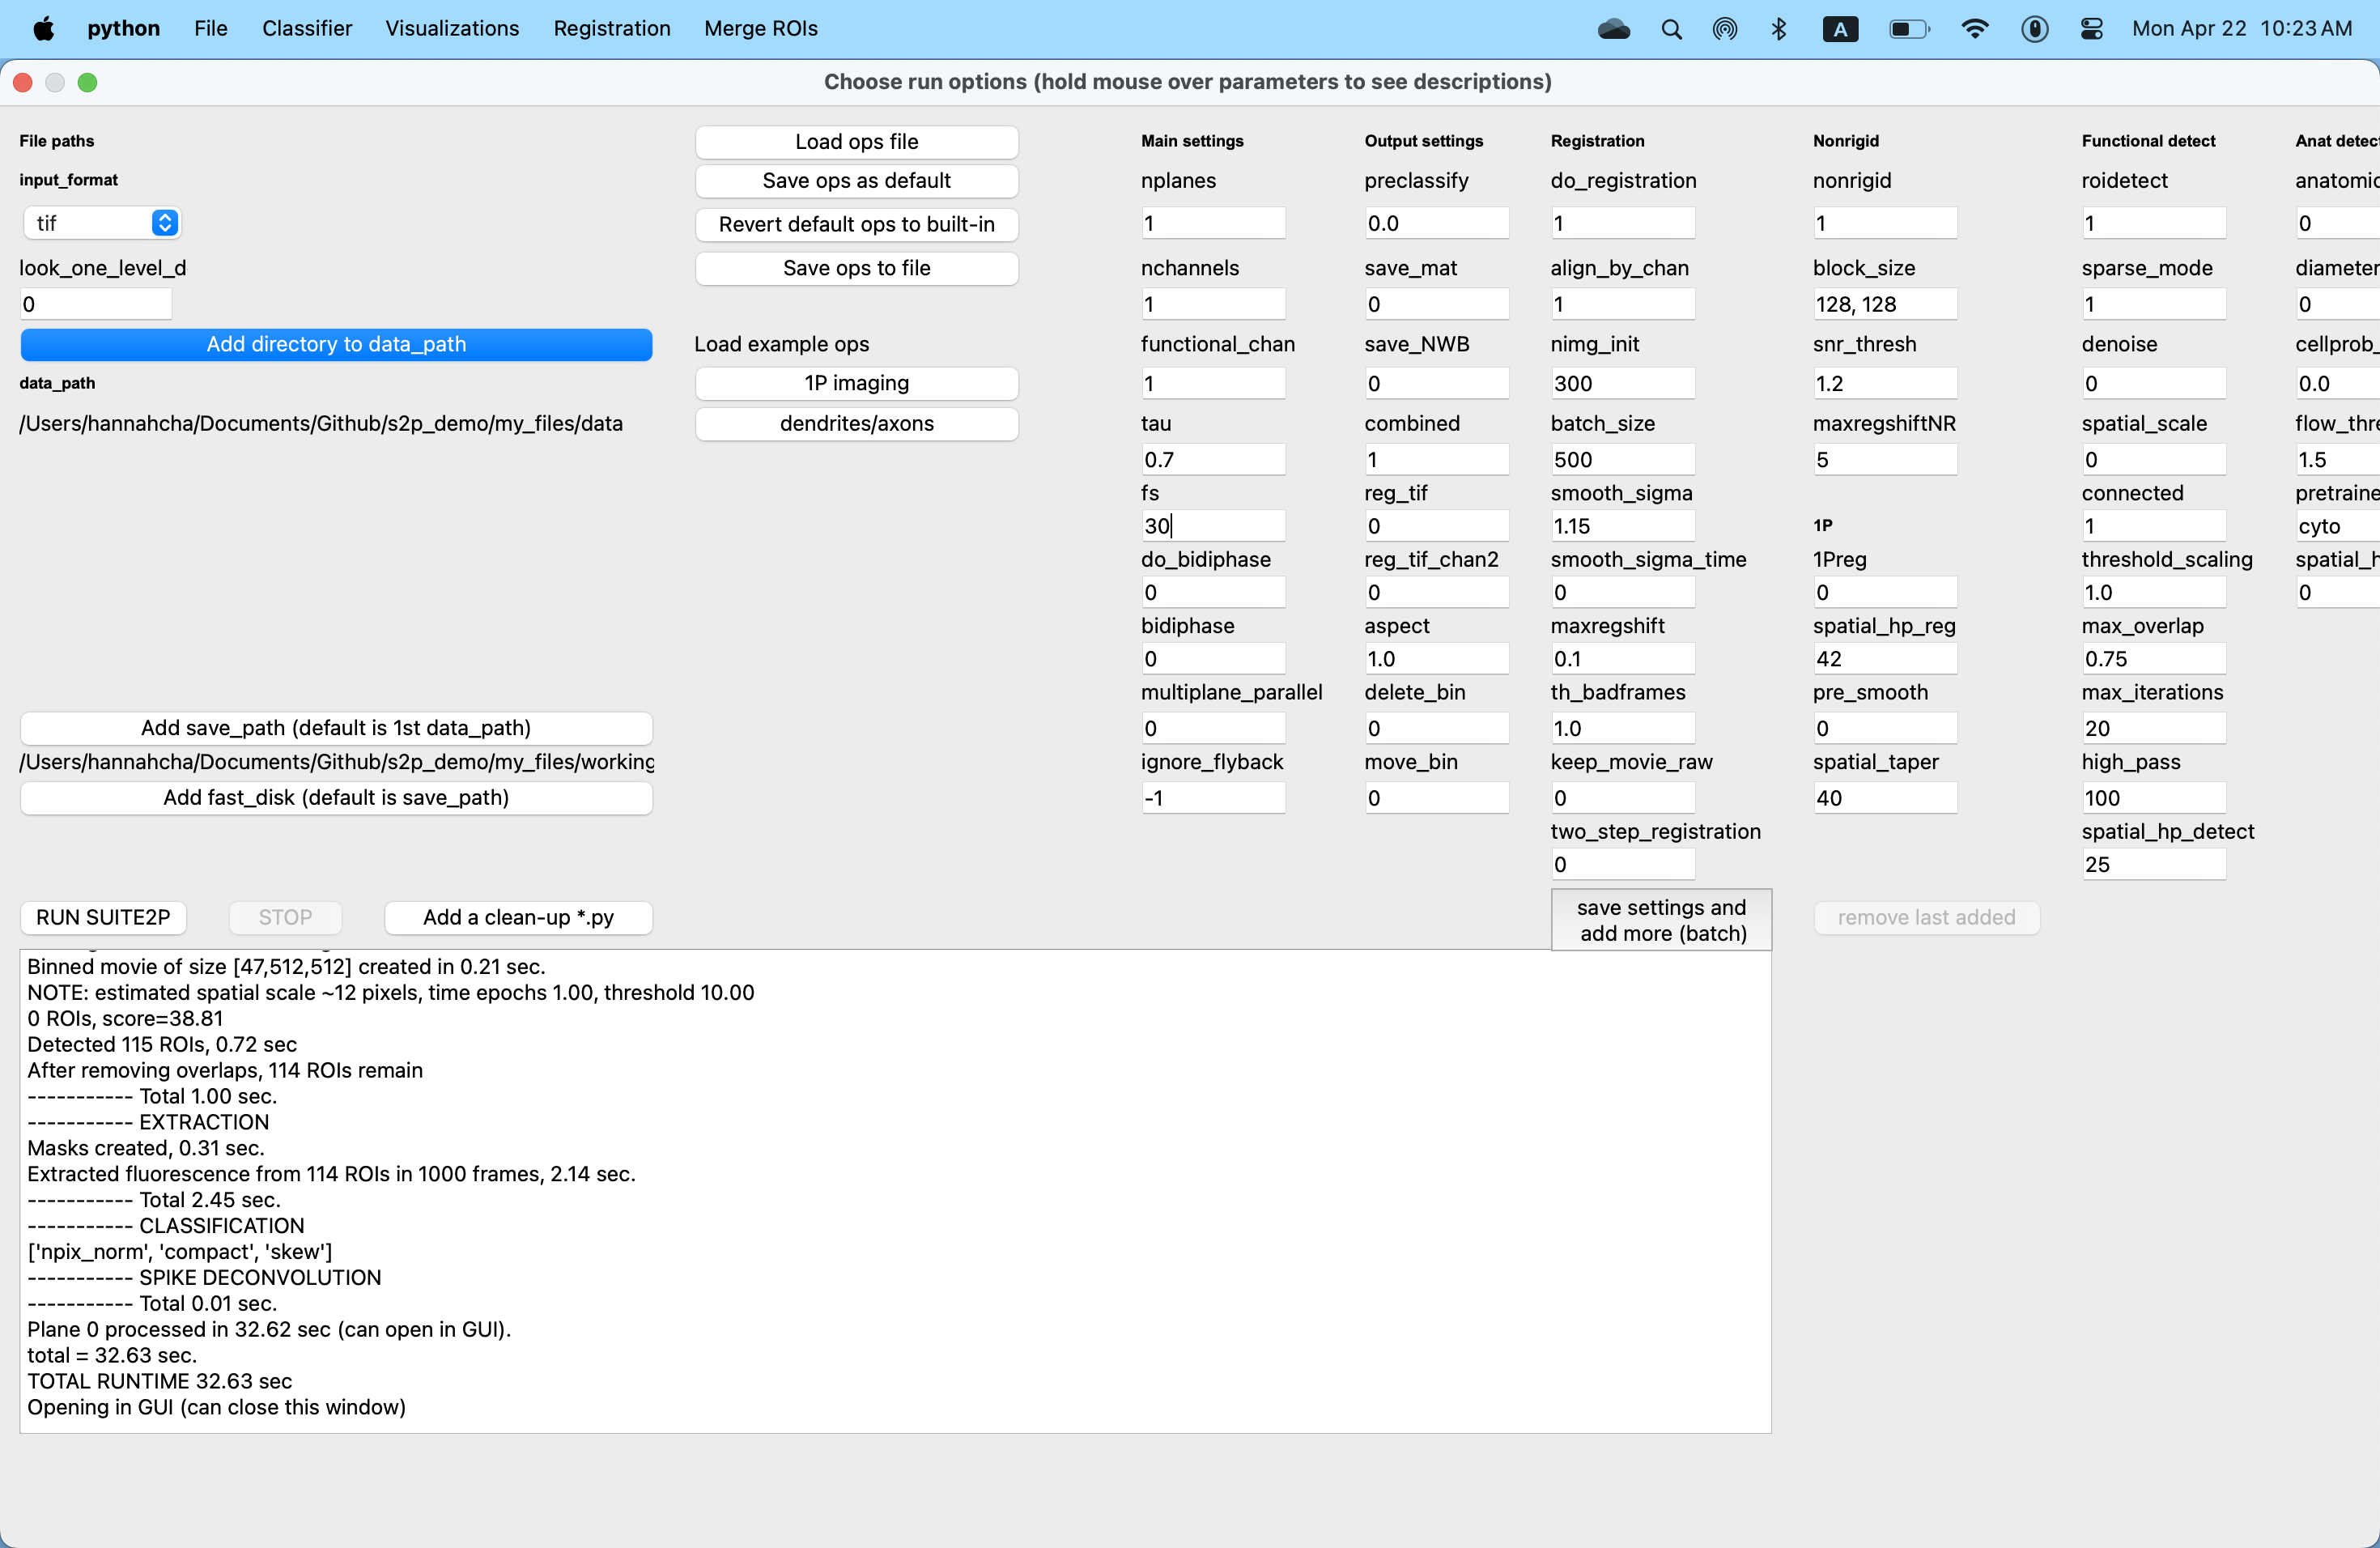 python File Classifier Visualizations Registration Merge ROIs A Mon Apr 22 10:23 AM
Choose run options (hold mouse over parameters to see descriptions)
File paths
input_format
tif
look_one_level_d
0
Add directory to data_path
data_path
/Users/hannahcha/Documents/Github/s2p_demo/my_files/data
Add save_path (default is 1st data_path)
/Users/hannahcha/Documents/Github/s2p_demo/my_files/working
Add fast_disk (default is save_path)
Load ops file
Save ops as default
Revert default ops to built-in
Save ops to file
Load example ops
1P imaging
dendrites/axons
Main settings
nplanes
1
nchannels
1
functional_chan
1
tau
0.7
fs
30
do_bidiphase
0
bidiphase
0
multiplane_parallel
0
ignore_flyback
-1
Output settings
preclassify
0.0
save_mat
0
save_NWB
0
combined
1
reg_tif
0
reg_tif_chan2
0
aspect
1.0
delete_bin
0
move_bin
0
Registration
do_registration
1
align_by_chan
1
nimg_init
300
batch_size
500
smooth_sigma
1.15
smooth_sigma_time
0
maxregshift
0.1
th_badframes
1.0
keep_movie_raw
0
two_step_registration
0
Nonrigid
nonrigid
1
block_size
128, 128
snr_thresh
1.2
maxregshiftNR
5
1P
1Preg
0
spatial_hp_reg
42
pre_smooth
0
spatial_taper
40
Functional detect
roidetect
1
sparse_mode
1
denoise
0
spatial_scale
0
connected
1
threshold_scaling
1.0
max_overlap
0.75
max_iterations
20
high_pass
100
spatial_hp_detect
25
Anat detect
anatomic
0
diameter
0
cellprob_
0.0
flow_thre
1.5
pretraine
cyto
spatial_h
0
RUN SUITE2P STOP Add a clean-up *.py
save settings and
add more (batch)
remove last added
Binned movie of size [47,512,512] created in 0.21 sec.
NOTE: estimated spatial scale ~12 pixels, time epochs 1.00, threshold 10.00
0 ROIs, score=38.81
Detected 115 ROIs, 0.72 sec
After removing overlaps, 114 ROIs remain
----------- Total 1.00 sec.
----------- EXTRACTION
Masks created, 0.31 sec.
Extracted fluorescence from 114 ROIs in 1000 frames, 2.14 sec.
----------- Total 2.45 sec.
----------- CLASSIFICATION
['npix_norm', 'compact', 'skew']
----------- SPIKE DECONVOLUTION
----------- Total 0.01 sec.
Plane 0 processed in 32.62 sec (can open in GUI).
total = 32.63 sec.
TOTAL RUNTIME 32.63 sec
Opening in GUI (can close this window)